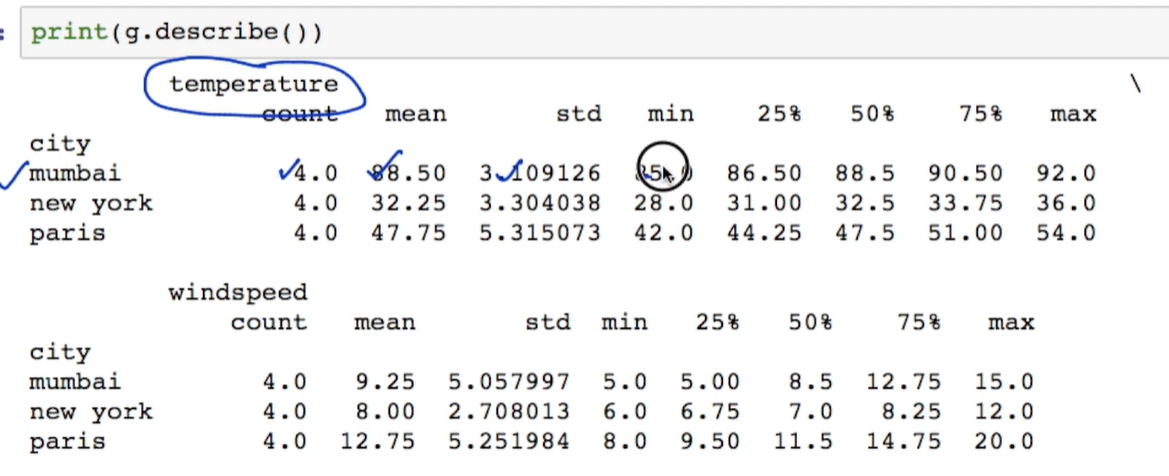 : print(g.describe())
temperature \
count mean std min 25% 50% 75% max
city
mumbai 4.0 88.50 3.109126 86.50 88.5 90.50 92.0
new york 4.0 32.25 3.304038 28.0 31.00 32.5 33.75 36.0
paris 4.0 47.75 5.315073 42.0 44.25 47.5 51.00 54.0
windspeed
count mean std min 25% 50% 75% max
city
mumbai 4.0 9.25 5.057997 5.0 5.00 8.5 12.75 15.0
new york 4.0 8.00 2.708013 6.0 6.75 7.0 8.25 12.0
paris 4.0 12.75 5.251984 8.0 9.50 11.5 14.75 20.0